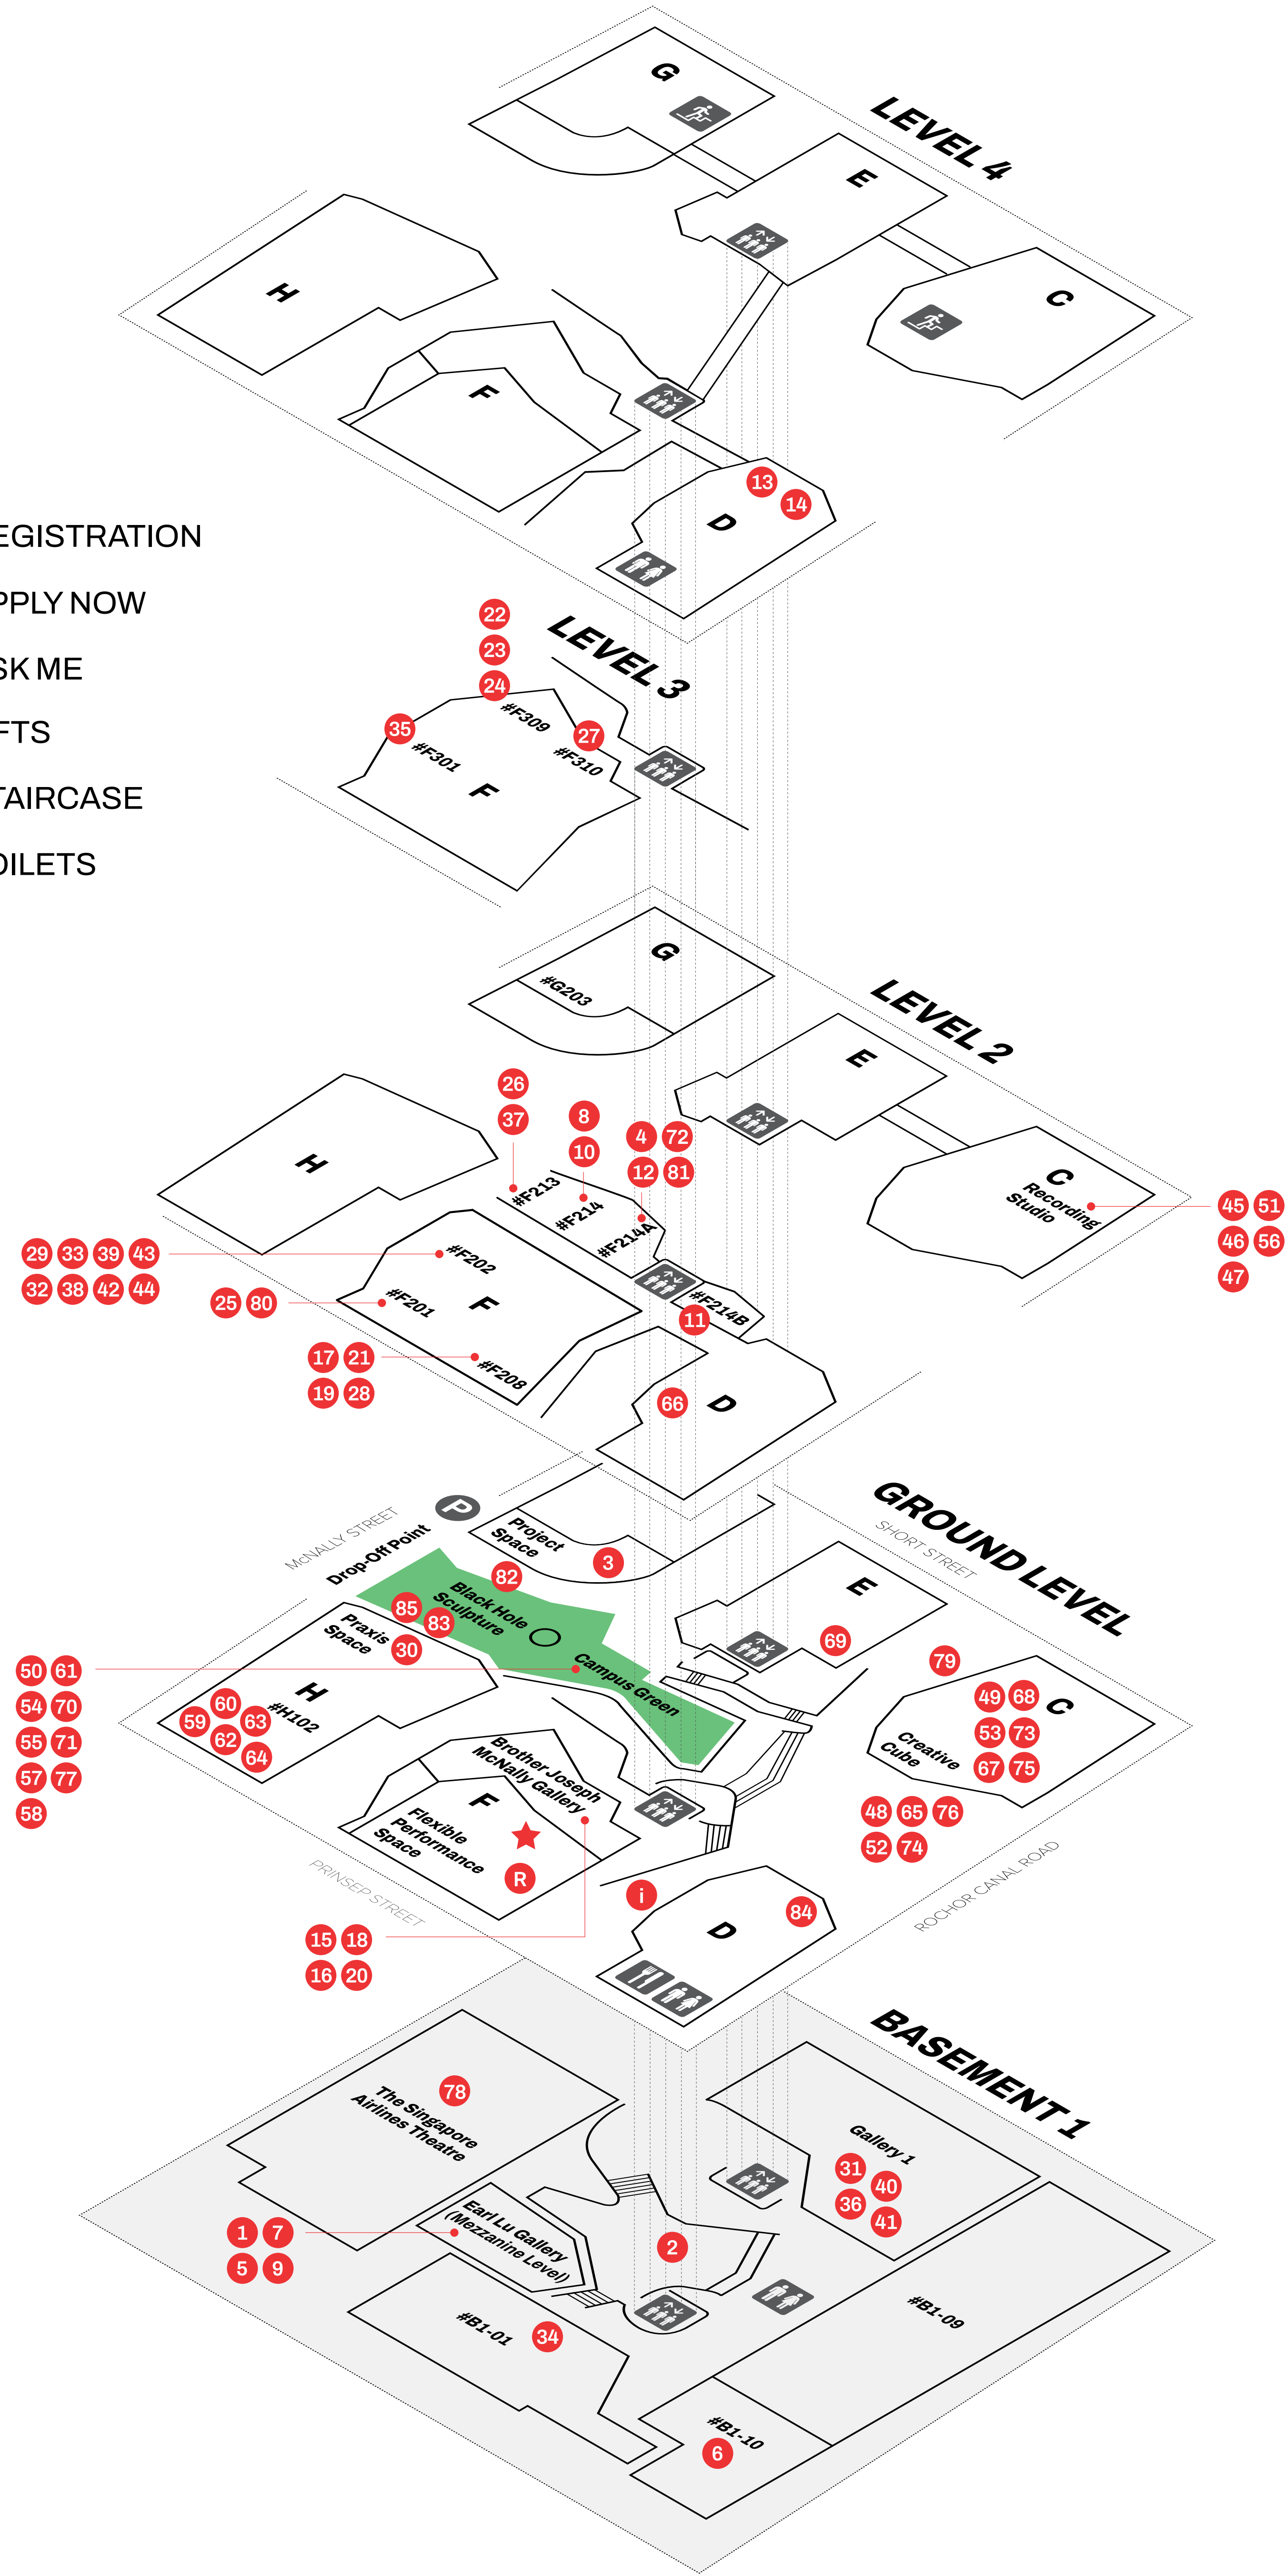 G
LEVEL 4
E
H
C
F
13
14
D
EGISTRATION
PPLY NOW
SK ME
FTS
TAIRCASE
OILETS
LEVEL 3
22
23
24
#F309
35
#F301
27
#F310
F
G
#G203
LEVEL 2
E
26
37
8
10
4 72
12 81
H
#F213
#F214
#F214A
C
Recording
Studio
45 51
46 56
47
29 33 39 43
32 38 42 44
#F202
25 80
#F201
F
#F214B
11
17 21
19 28
#F208
66
D
GROUND LEVEL
SHORT STREET
McNALLY STREET
P
Drop-Off Point
Project
Space
3
82
Black Hole
Sculpture
85
83
E
69
Praxis
Space
30
Campus Green
79
50 61
54 70
55 71
57 77
58
H
#H102
60
59
63
62
64
49 68
53 73
67 75
C
Creative
Cube
48 65 76
52 74
Brother Joseph
McNally Gallery
F
Flexible
Performance
Space
R
PRINSEP STREET
ROCHOR CANAL ROAD
i
84
D
15 18
16 20
BASEMENT 1
78
The Singapore
Airlines Theatre
Gallery 1
31
40
36
41
1 7
5 9
Earl Lu Gallery
(Mezzanine Level)
2
#B1-01
34
#B1-09
#B1-10
6